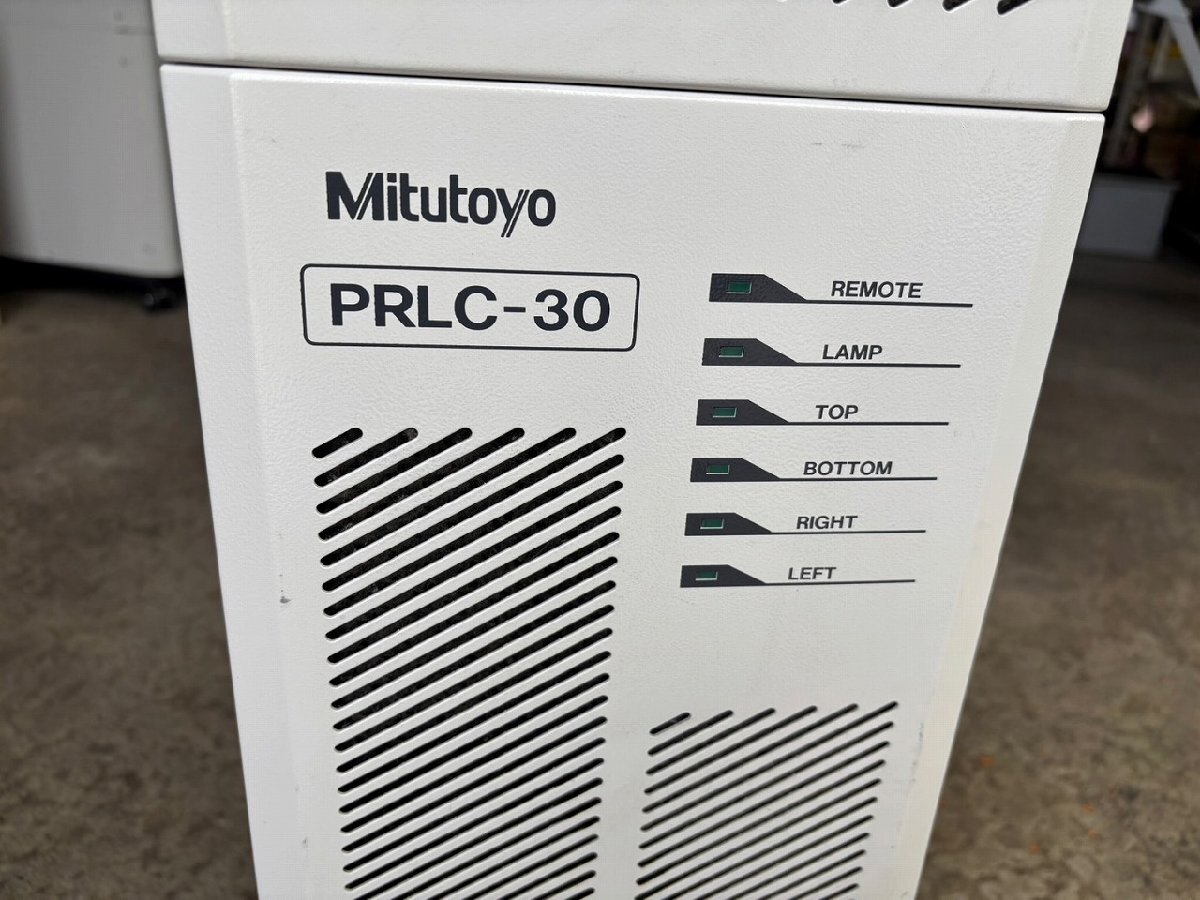 Mitutoyo
PRLC-30
REMOTE
LAMP
TOP
BOTTOM
RIGHT
LEFT